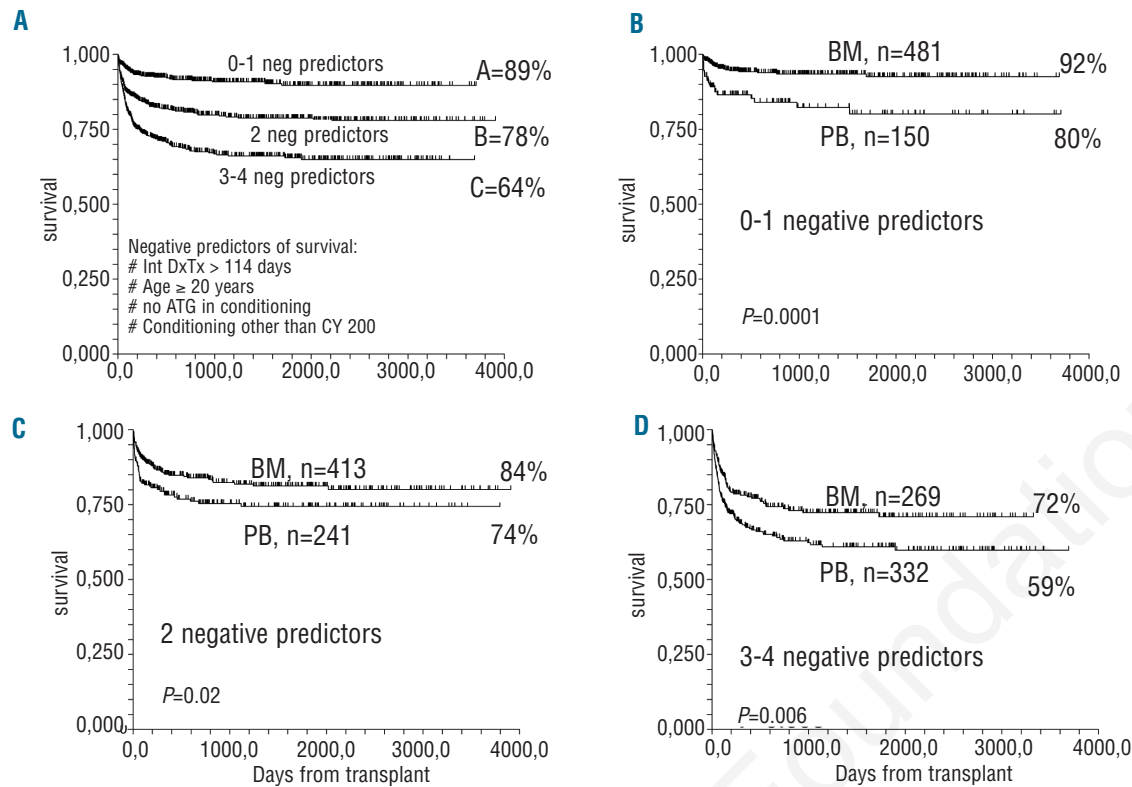 A
survival
1,000
0,750
0,500
0,250
0,000
0-1 neg predictors
A=89%
2 neg predictors
B=78%
3-4 neg predictors
C=64%
Negative predictors of survival:
# Int DxTx > 114 days
# Age ≥ 20 years
# no ATG in conditioning
# Conditioning other than CY 200
0,0 1000,0 2000,0 3000,0 4000,0
B
survival
1,000
0,750
0,500
0,250
0,000
BM, n=481
92%
PB, n=150
80%
0-1 negative predictors
P=0.0001
0,0 1000,0 2000,0 3000,0 4000,0
C
survival
1,000
0,750
0,500
0,250
0,000
BM, n=413
84%
PB, n=241
74%
2 negative predictors
P=0.02
0,0 1000,0 2000,0 3000,0 4000,0
Days from transplant
D
survival
1,000
0,750
0,500
0,250
0,000
BM, n=269
72%
PB, n=332
59%
3-4 negative predictors
P=0.006
0,0 1000,0 2000,0 3000,0 4000,0
Days from transplant
Foundation